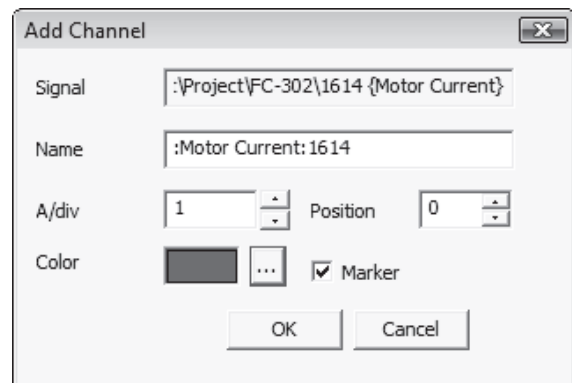 Add Channel
Signal :\Project\FC-302\1614 {Motor Current}
Name :Motor Current:1614
A/div 1 Position 0
Color ... Marker
OK Cancel